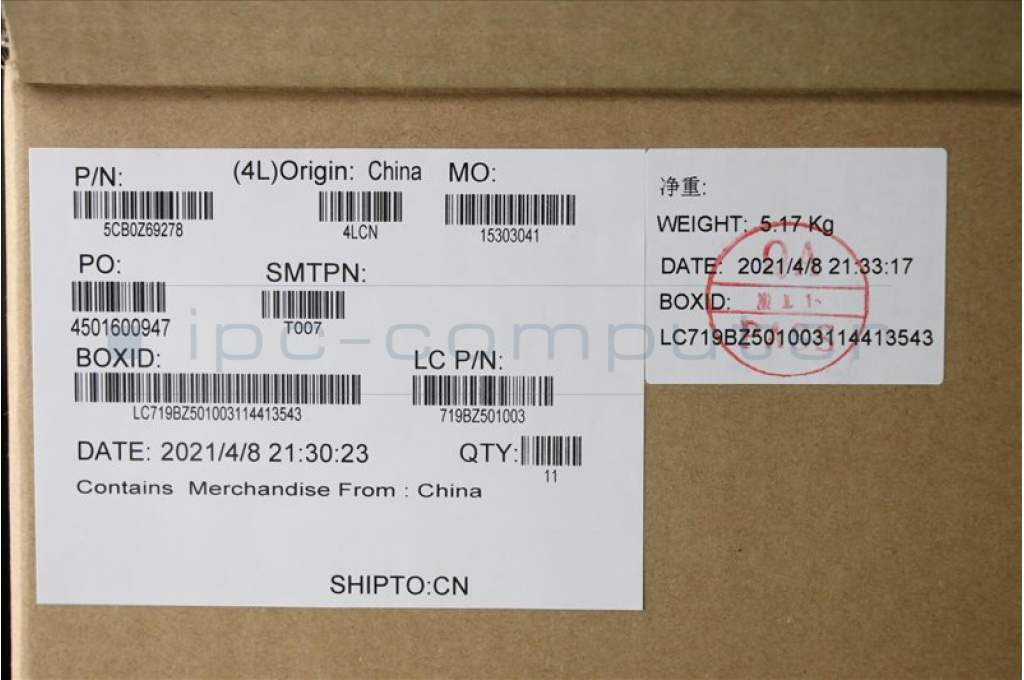 P/N: (4L)Origin: China MO:
5CB0Z69278 4LCN 15303041
PO: SMTPN:
4501600947 T007
BOXID: LC P/N:
LC719BZ501003114413543 719BZ501003
DATE: 2021/4/8 21:30:23 QTY:
11
Contains Merchandise From : China
SHIPTO:CN
净重:
WEIGHT: 5.17 Kg
DATE: 2021/4/8 21:33:17
BOXID:
LC719BZ501003114413543
QA
PASS
ipc-computer